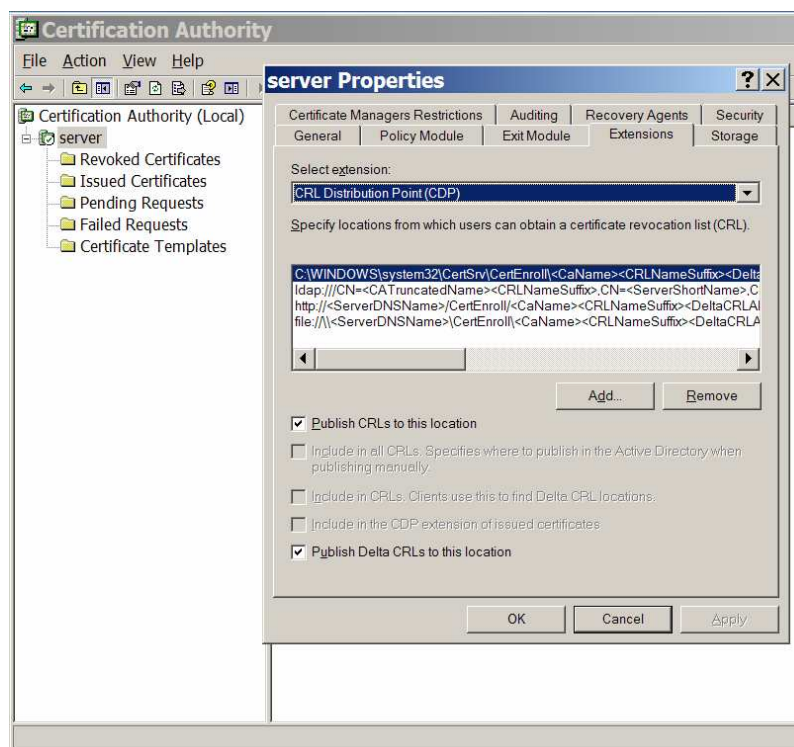 Certification Authority
File Action View Help
Certification Authority (Local)
server
Revoked Certificates
Issued Certificates
Pending Requests
Failed Requests
Certificate Templates
server Properties
Certificate Managers Restrictions Auditing Recovery Agents Security
General Policy Module Exit Module Extensions Storage
Select extension:
CRL Distribution Point (CDP)
Specify locations from which users can obtain a certificate revocation list (CRL).
C:\WINDOWS\system32\CertSrv\CertEnroll\<CaName><CRLNameSuffix><Delta
ldap:///CN=<CATruncatedName><CRLNameSuffix>,CN=<ServerShortName>,C
http://<ServerDNSName>/CertEnroll/<CaName><CRLNameSuffix><DeltaCRLAl
file://\\<ServerDNSName>\CertEnroll\<CaName><CRLNameSuffix><DeltaCRLA
Add... Remove
Publish CRLs to this location
Include in all CRLs. Specifies where to publish in the Active Directory when
publishing manually.
Include in CRLs. Clients use this to find Delta CRL locations.
Include in the CDP extension of issued certificates
Publish Delta CRLs to this location
OK Cancel Apply